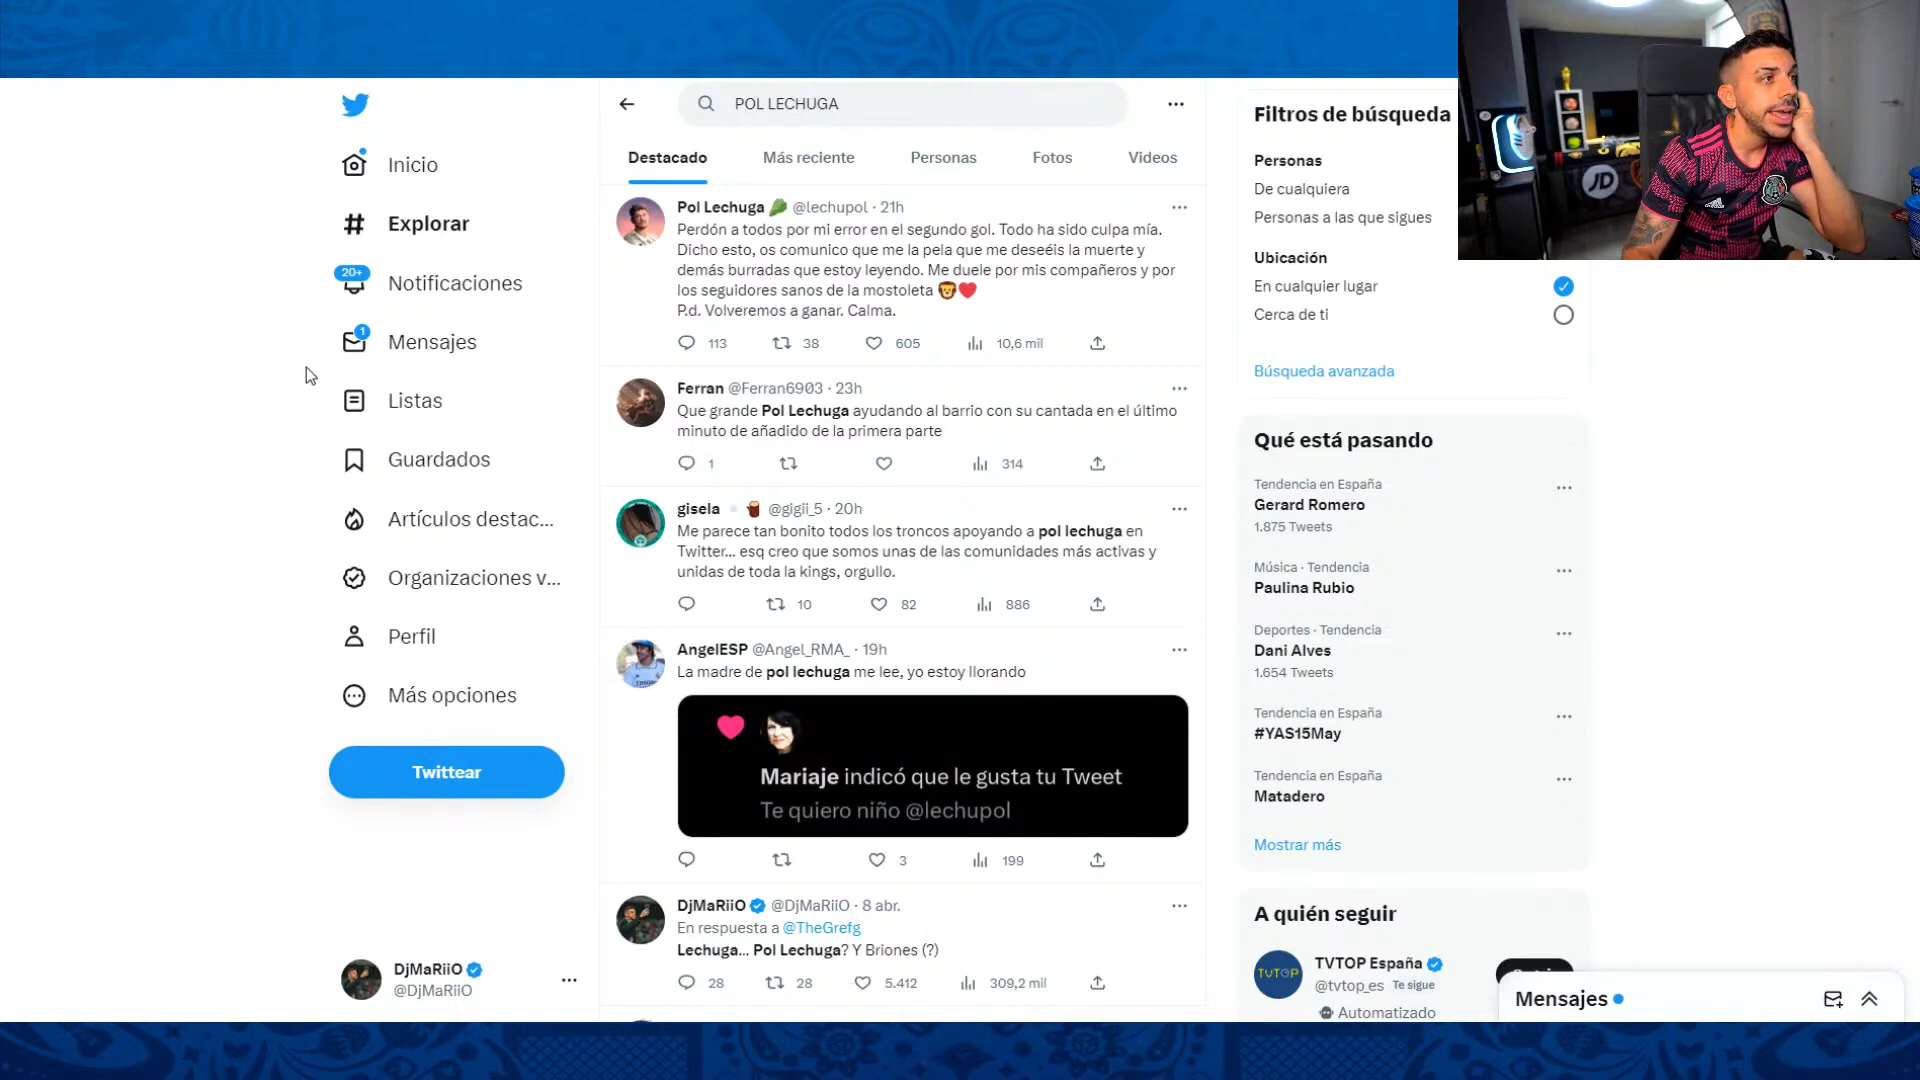 POL LECHUGA
Destacado
Más reciente
Personas
Fotos
Videos
Inicio
Explorar
20+
Notificaciones
1
Mensajes
Listas
Guardados
Artículos destac...
Organizaciones v...
Perfil
Más opciones
Twittear
DjMaRiiO
@DjMaRiiO
Pol Lechuga @lechupol · 21h
Perdón a todos por mi error en el segundo gol. Todo ha sido culpa mía.
Dicho esto, os comunico que me la pela que me deseéis la muerte y
demás burradas que estoy leyendo. Me duele por mis compañeros y por
los seguidores sanos de la mostoleta
P.d. Volveremos a ganar. Calma.
113 38 605 10,6 mil
Ferran @Ferran6903 · 23h
Que grande Pol Lechuga ayudando al barrio con su cantada en el último
minuto de añadido de la primera parte
1 314
gisela @gigii_5 · 20h
Me parece tan bonito todos los troncos apoyando a pol lechuga en
Twitter... esq creo que somos unas de las comunidades más activas y
unidas de toda la kings, orgullo.
10 82 886
AngelESP @Angel_RMA_ · 19h
La madre de pol lechuga me lee, yo estoy llorando
Mariaje indicó que le gusta tu Tweet
Te quiero niño @lechupol
3 199
DjMaRiiO @DjMaRiiO · 8 abr.
En respuesta a @TheGrefg
Lechuga... Pol Lechuga? Y Briones (?)
28 28 5.412 309,2 mil
Filtros de búsqueda
Personas
De cualquiera
Personas a las que sigues
Ubicación
En cualquier lugar
Cerca de ti
Búsqueda avanzada
Qué está pasando
Tendencia en España
Gerard Romero
1.875 Tweets
Música · Tendencia
Paulina Rubio
Deportes · Tendencia
Dani Alves
1.654 Tweets
Tendencia en España
#YAS15May
Tendencia en España
Matadero
Mostrar más
A quién seguir
TVTOP
TVTOP España
@tvtop_es Te sigue
Automatizado
Mensajes
JD